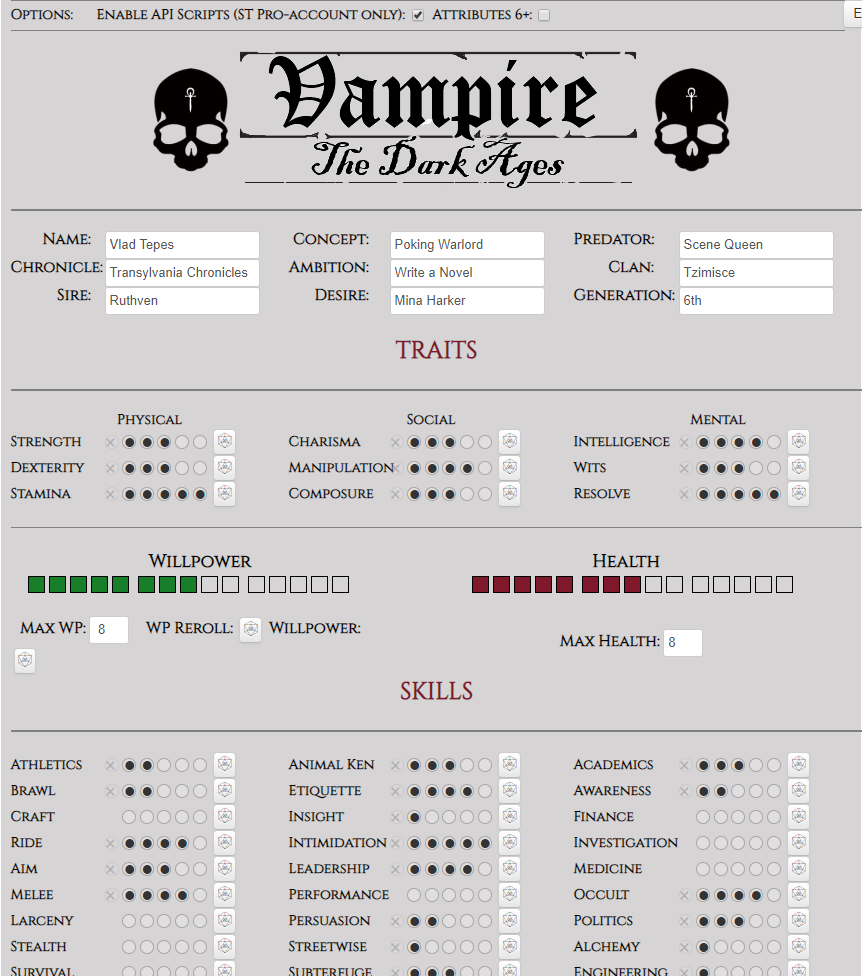 Options: Enable API Scripts (ST Pro-account only): Attributes 6+:
Vampire
The Dark Ages
Name: Vlad Tepes Concept: Poking Warlord Predator: Scene Queen
Chronicle: Transylvania Chronicles Ambition: Write a Novel Clan: Tzimisce
Sire: Ruthven Desire: Mina Harker Generation: 6th
TRAITS
Physical Social Mental
Strength Charisma Intelligence
Dexterity Manipulation Wits
Stamina Composure Resolve
Willpower Health
Max WP: 8 WP Reroll: Willpower:
Max Health: 8
SKILLS
Athletics Animal Ken Academics
Brawl Etiquette Awareness
Craft Insight Finance
Ride Intimidation Investigation
Aim Leadership Medicine
Melee Performance Occult
Larceny Persuasion Politics
Stealth Streetwise Alchemy
Survival Subterfuge Engineering